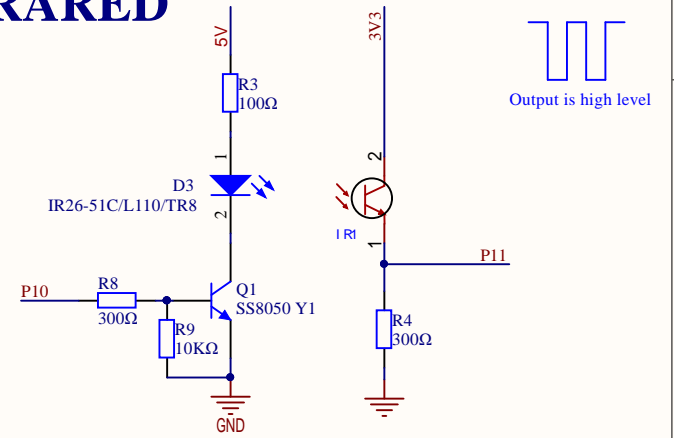 5V
3V3
R3
100Ω
Output is high level
1
2
D3
IR26-51C/L110/TR8
2
IR1
1
P11
P10
R8
300Ω
Q1
SS8050 Y1
R9
10KΩ
R4
300Ω
GND